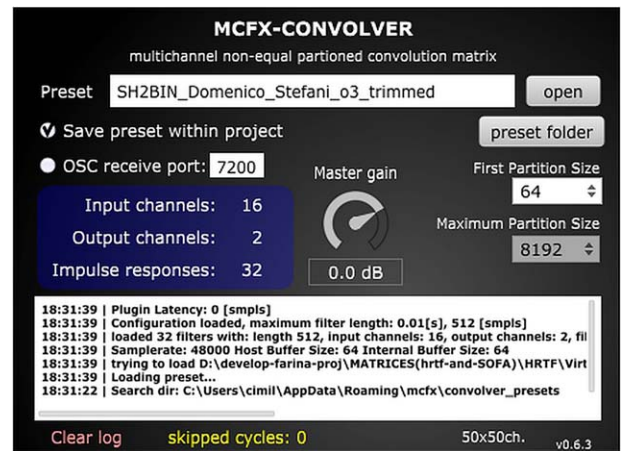 MCFX-CONVOLVER
multichannel non-equal partioned convolution matrix
Preset SH2BIN_Domenico_Stefani_o3_trimmed open
Save preset within project preset folder
OSC receive port: 7200 Master gain First Partition Size
64
Input channels: 16
Maximum Partition Size
Output channels: 2 8192
Impulse responses: 32 0.0 dB
18:31:39 | Plugin Latency: 0 [smpls]
18:31:39 | Configuration loaded, maximum filter length: 0.01[s], 512 [smpls]
18:31:39 | loaded 32 filters with: length 512, input channels: 16, output channels: 2, fil
18:31:39 | Samplerate: 48000 Host Buffer Size: 64 Internal Buffer Size: 64
18:31:39 | trying to load D:\develop-farina-proj\MATRICES(hrtf-and-SOFA)\HRTF\Virt
18:31:39 | Loading preset...
18:31:22 | Search dir: C:\Users\cimil\AppData\Roaming\mcfx\convolver_presets
Clear log skipped cycles: 0 50x50ch. v0.6.3